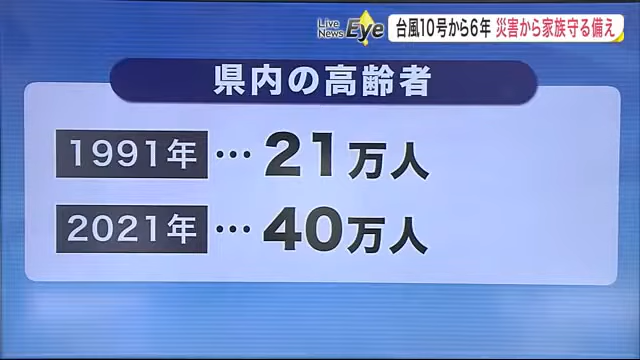 Live News Eye
台風10号から6年 災害から家族守る備え
県内の高齢者
1991年…21万人
2021年…40万人